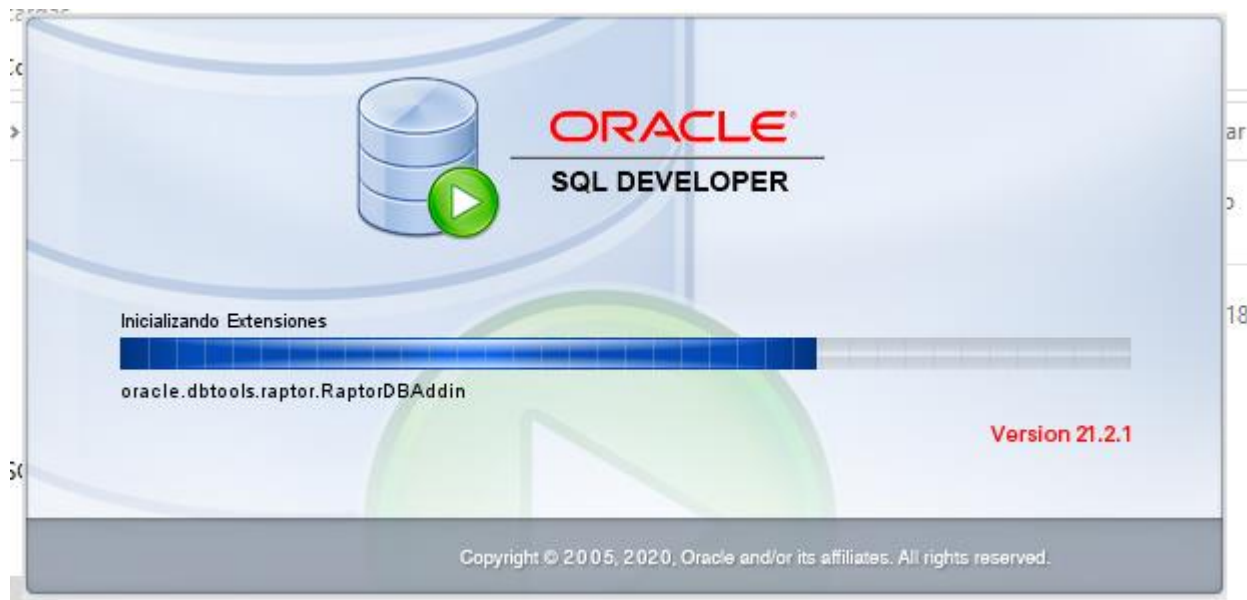 ORACLE®
SQL DEVELOPER
Inicializando Extensiones
oracle.dbtools.raptor.RaptorDBAddin
Version 21.2.1
Copyright © 2005, 2020, Oracle and/or its affiliates. All rights reserved.